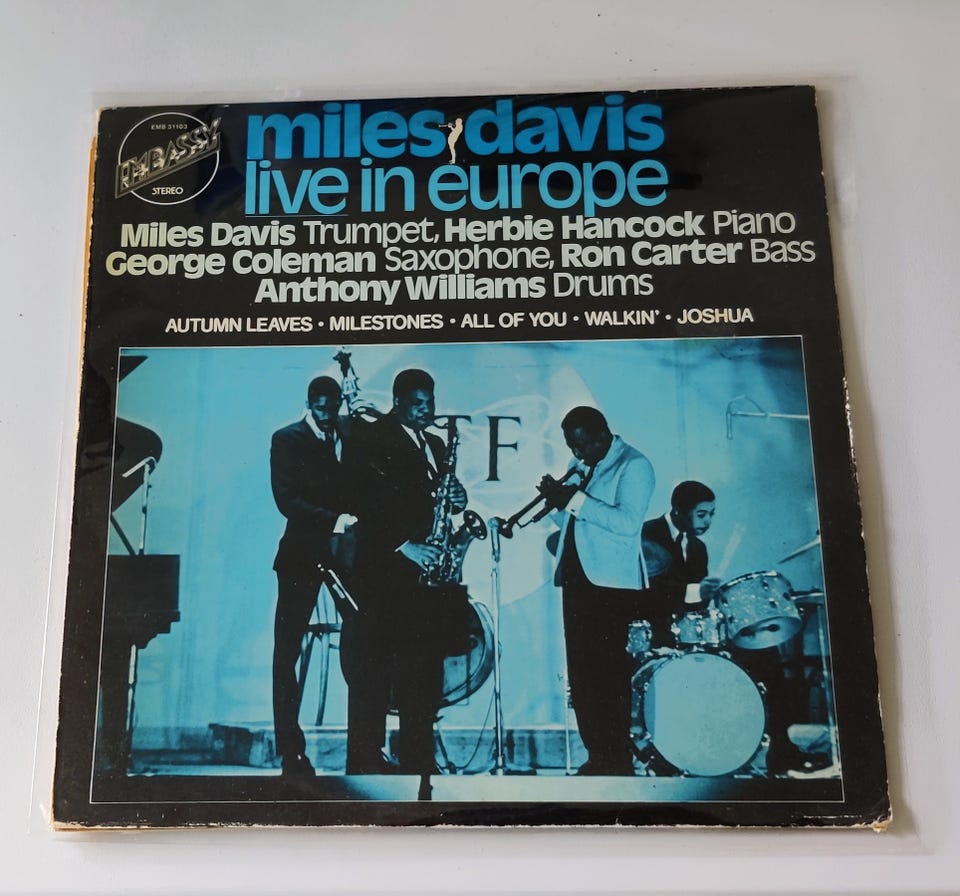 EMB 31103
EMBASSY
STEREO
miles davis
live in europe
Miles Davis Trumpet, Herbie Hancock Piano
George Coleman Saxophone, Ron Carter Bass
Anthony Williams Drums
AUTUMN LEAVES • MILESTONES • ALL OF YOU • WALKIN' • JOSHUA
TF